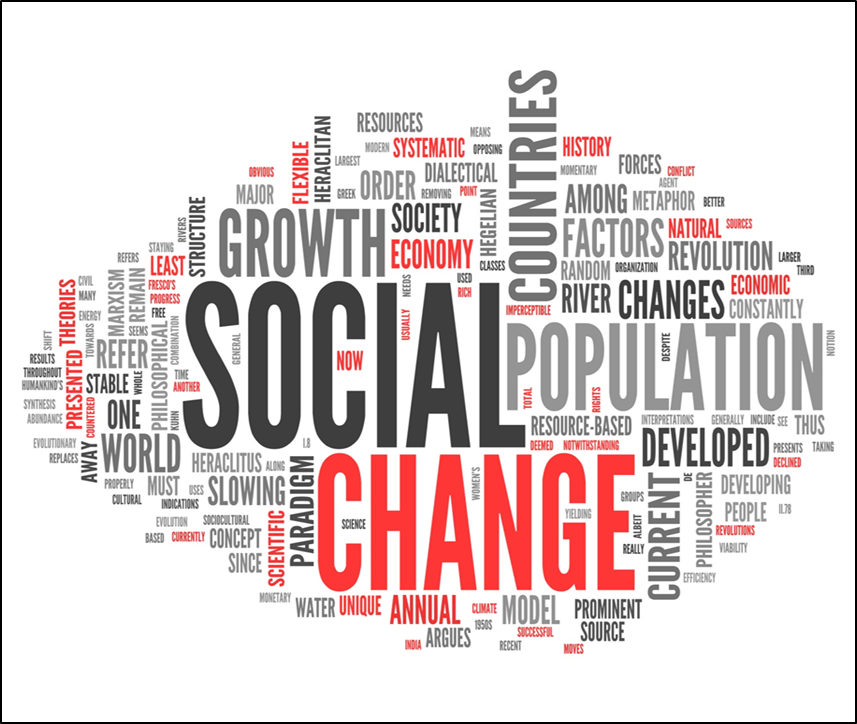 COUNTRIES
RESOURCES
MEANS
MODERN
SYSTEMATIC
OPPOSING
HISTORY
HERACLITAN
FLEXIBLE
LARGEST
DIALECTICAL
MOMENTARY
FORCES
CONFLICT
OBVIOUS
MAJOR
GREEK
ORDER
REMOVING
POINT
HEGELIAN
AGENT
AMONG
METAPHOR
BETTER
STRUCTURE
RIVERS
GROWTH
SOCIETY
ECONOMY
CLASSES
FACTORS
NATURAL
SOURCES
REVOLUTION
RANDOM
ORGANIZATION
LARGER
THIRD
STAYING
REFERS
LEAST
FRESCO'S
PROGRESS
FREE
CIVIL
MANY
ENERGY
TOWARDS
MARXISM
REMAIN
SEEMS
COMBINATION
THEORIES
SHIFT
SOCIAL
GENERAL
NOW
USUALLY
NEEDS
USED
RICH
IMPERCEPTIBLE
RIVER
CHANGES
ECONOMIC
CONSTANTLY
POPULATION
DESPITE
NOTION
RESULTS
THROUGHOUT
HUMANKIND'S
PRESENTED
REFER
STABLE
WHOLE
PHILOSOPHICAL
TIME
ANOTHER
KUHN
SYNTHESIS
ABUNDANCE
COUNTERED
ONE
TOTAL
RIGHTS
RESOURCE-BASED
INTERPRETATIONS
GENERALLY
INCLUDE
SEE
THUS
EVOLUTIONARY
REPLACES
AWAY
WORLD
DEEMED
NOTWITHSTANDING
DEVELOPED
PRESENTS
TAKING
DECLINED
HERACLITUS
ALONG
1.8
PARADIGM
CHANGE
WOMEN'S
PROPERLY
CULTURAL
MUST
USES
INDICATIONS
SLOWING
SCIENCE
YIELDING
GROUPS
ALBEIT
REALLY
CURRENT
DE
PHILOSOPHER
DEVELOPING
PEOPLE
11.78
EVOLUTION
SOCIOCULTURAL
BASED
CURRENTLY
CONCEPT
SINCE
SCIENTIFIC
REVOLUTIONS
VIABILITY
EFFICIENCY
MONETARY
WATER
UNIQUE
ANNUAL
CLIMATE
1950S
MODEL
PROMINENT
SOURCE
INDIA
ARGUES
RECENT
SUCCESSFUL
MOVES